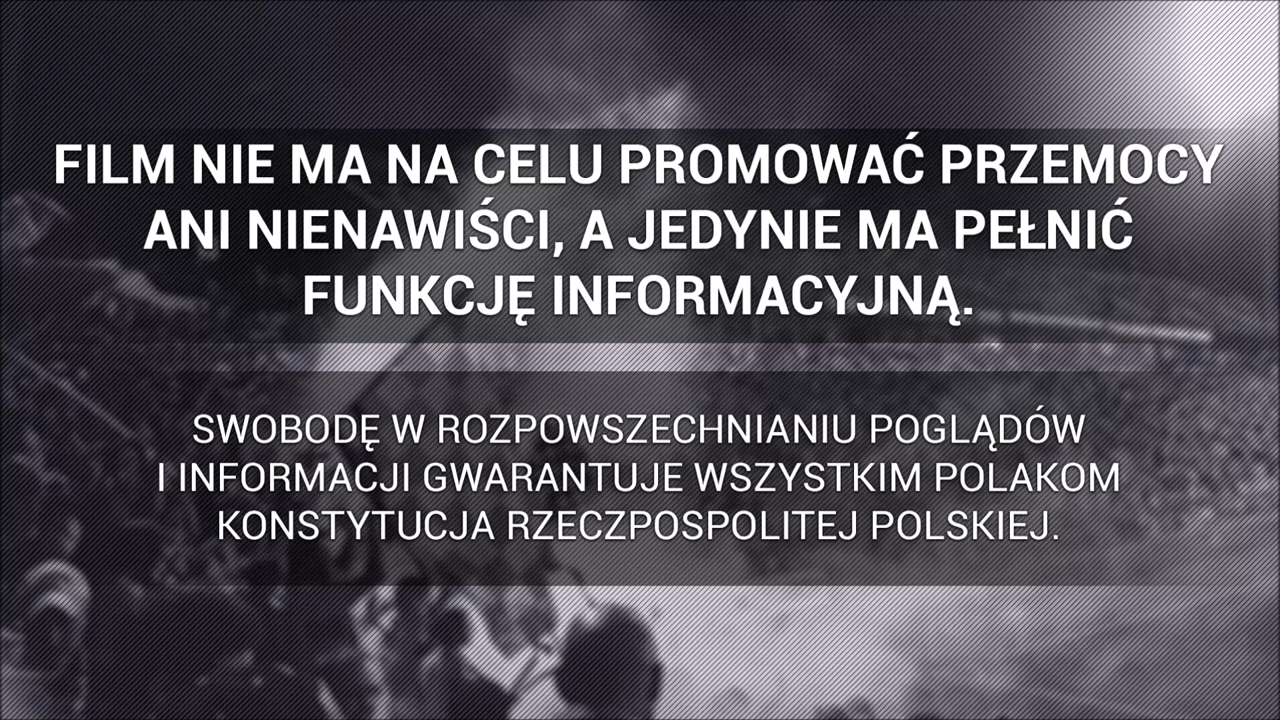 FILM NIE MA NA CELU PROMOWAĆ PRZEMOCY
ANI NIENAWIŚCI, A JEDYNIE MA PEŁNIĆ
FUNKCJĘ INFORMACYJNĄ.
SWOBODĘ W ROZPOWSZECHNIANIU POGLĄDÓW
I INFORMACJI GWARANTUJE WSZYSTKIM POLAKOM
KONSTYTUCJA RZECZPOSPOLITEJ POLSKIEJ.